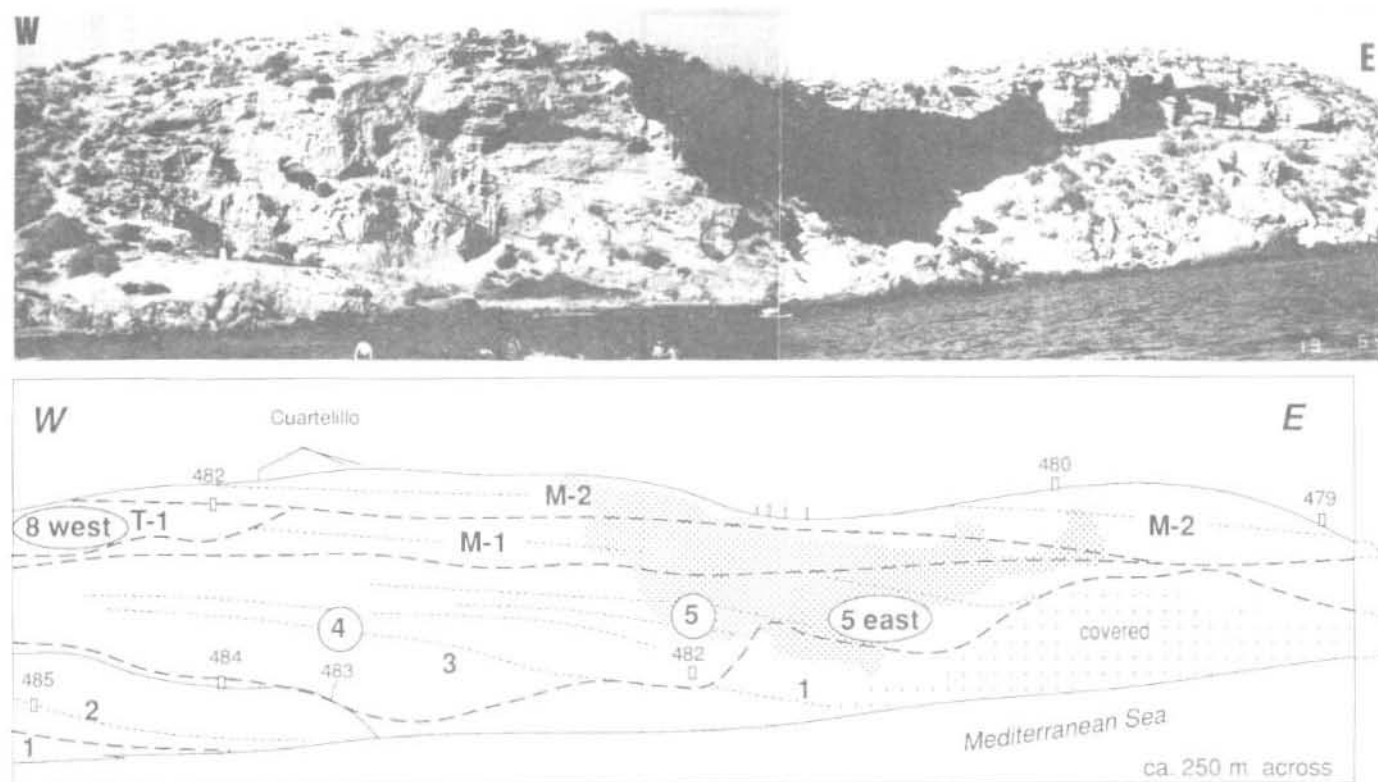 W
E
W
Cuartelillo
E
482
480
479
M-2
8 west
T-1
M-1
M-2
4
5
5 east
covered
482
484
483
3
485
2
1
1
Mediterranean Sea
ca. 250 m across